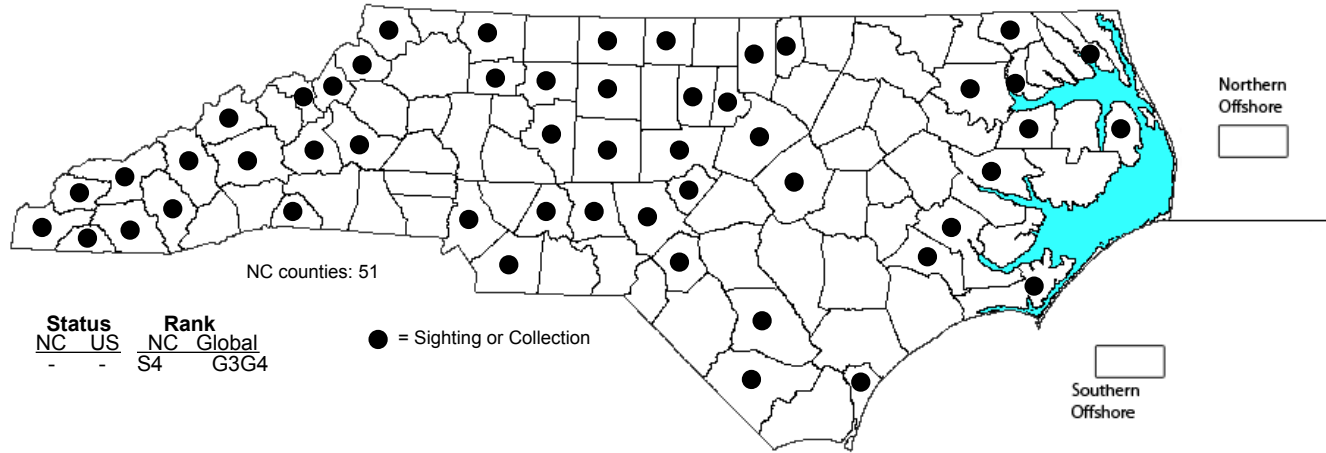 Northern
Offshore
NC counties: 51
Status Rank
NC US NC Global
- - S4 G3G4
= Sighting or Collection
Southern
Offshore